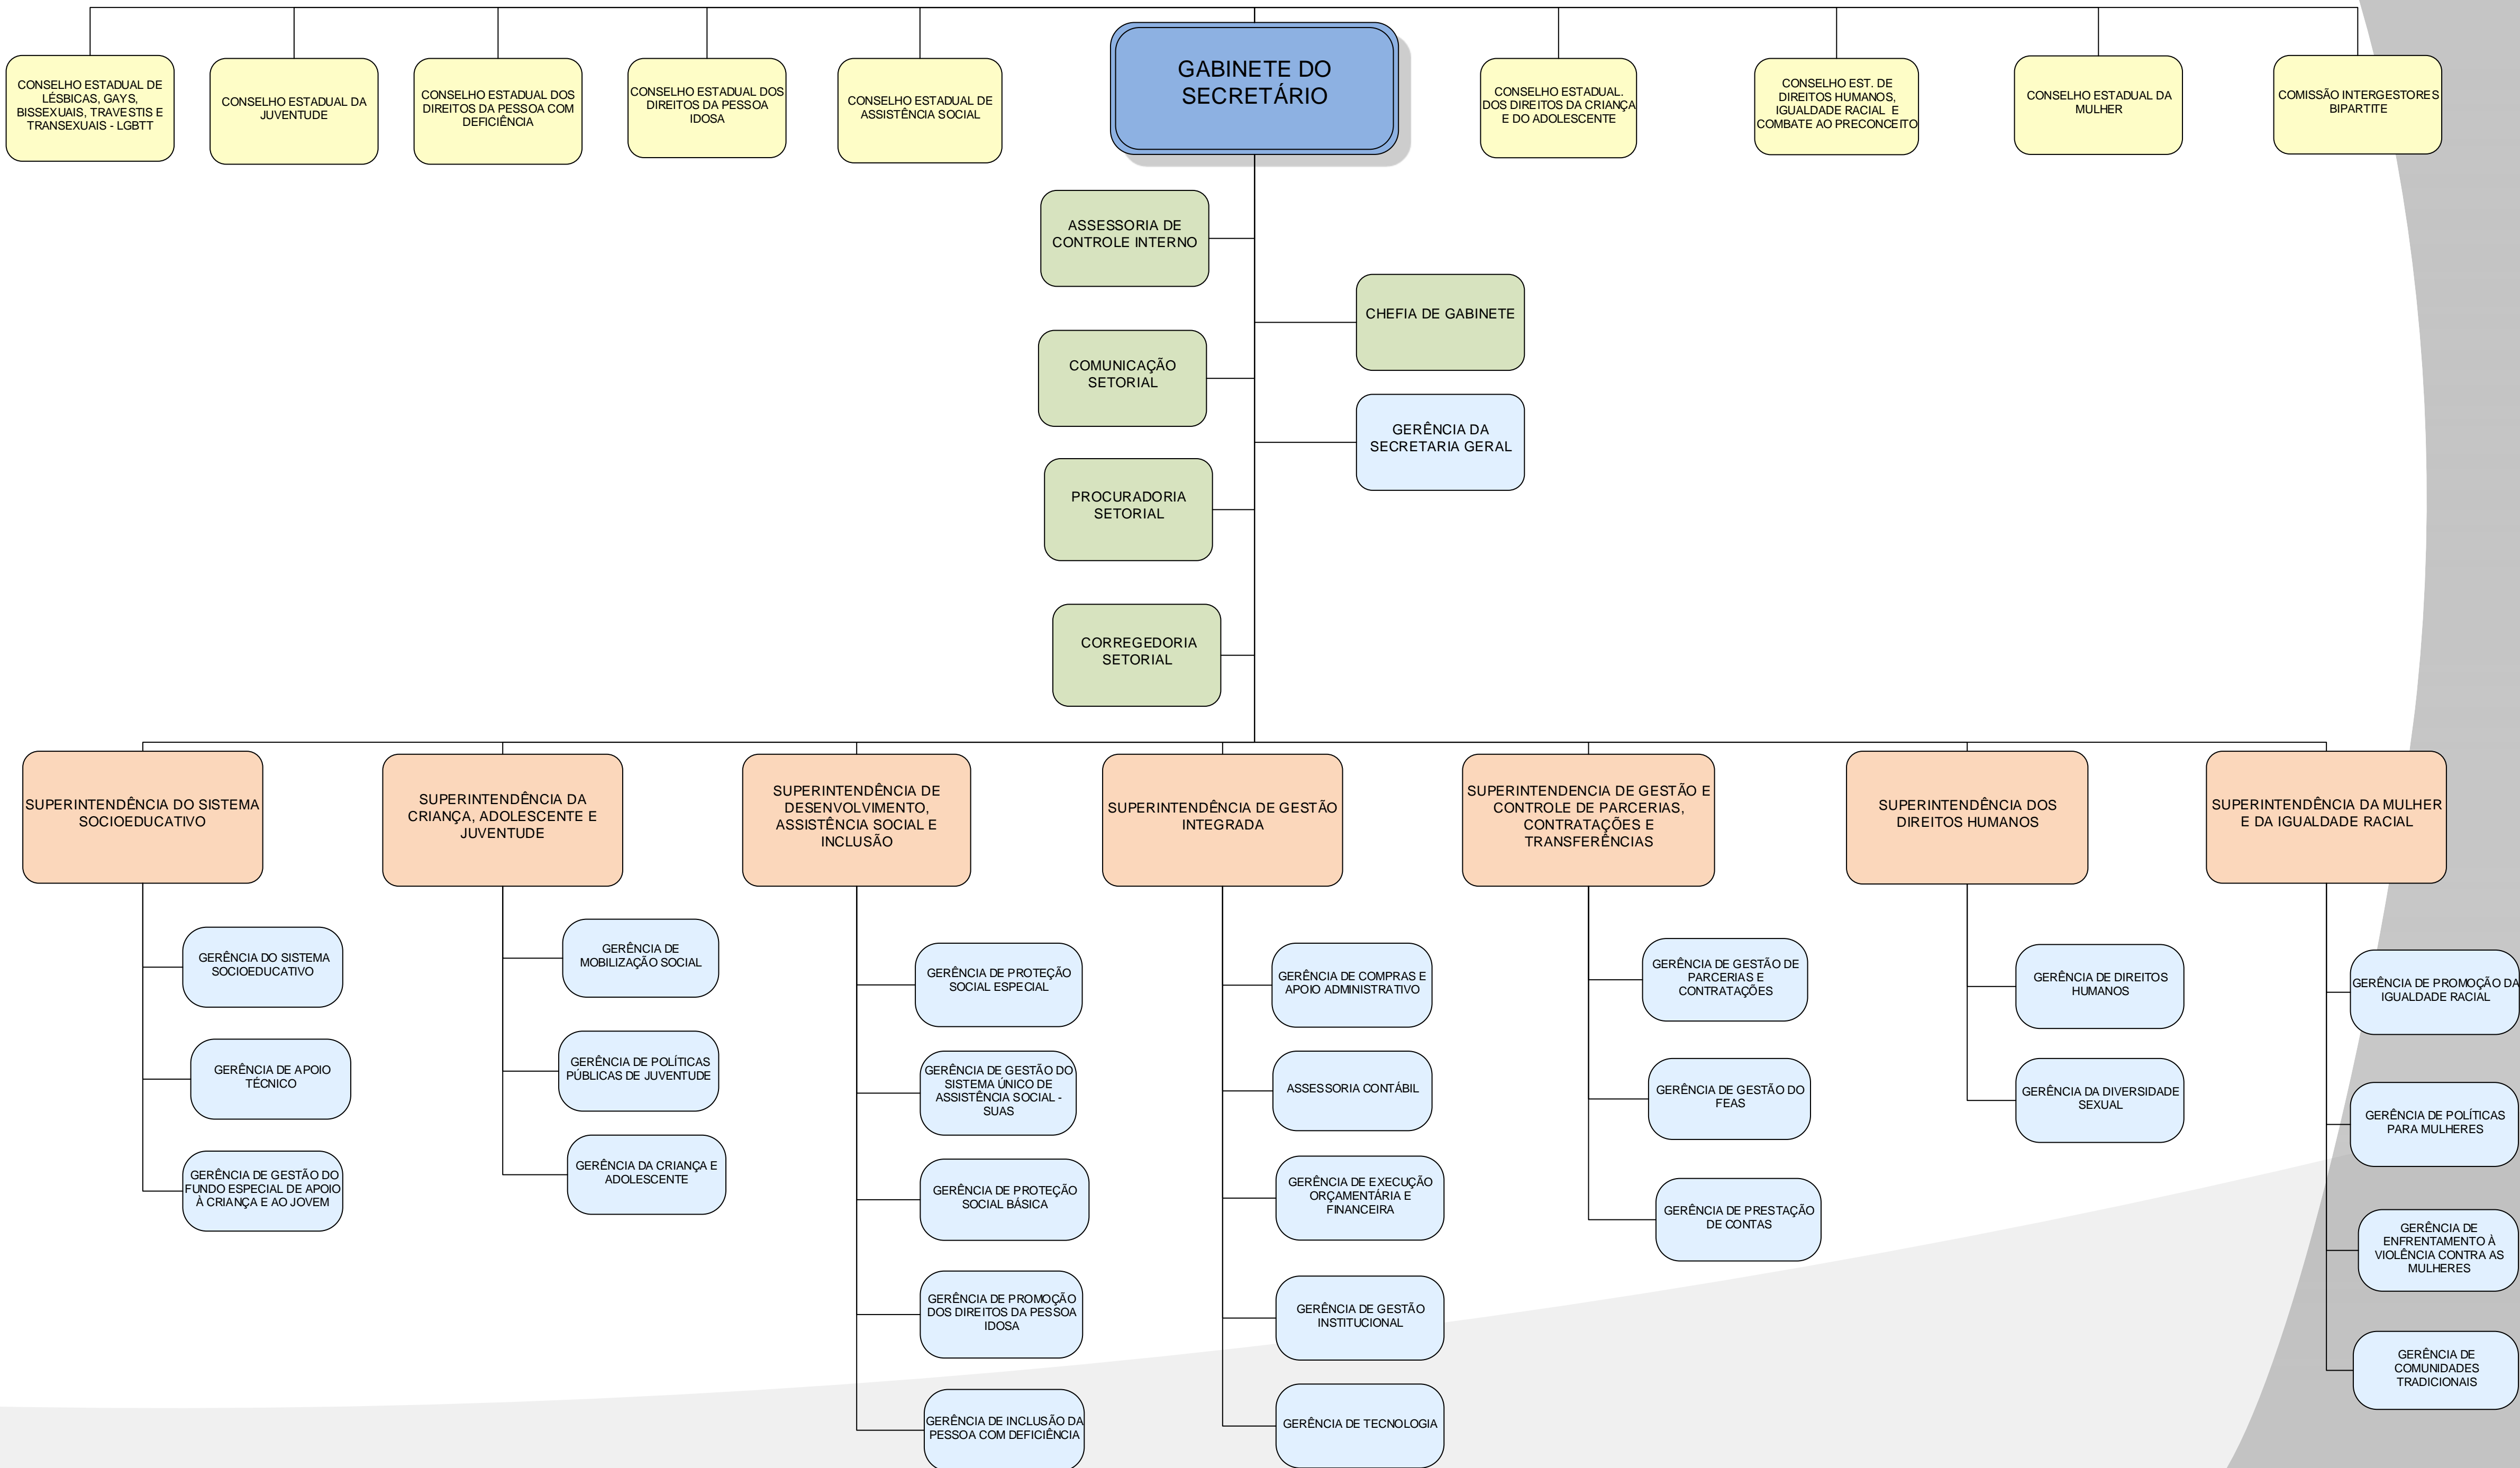 CONSELHO ESTADUAL DE
LÉSBICAS, GAYS,
BISSEXUAIS, TRAVESTIS E
TRANSEXUAIS - LGBTT
CONSELHO ESTADUAL DA
JUVENTUDE
CONSELHO ESTADUAL DOS
DIREITOS DA PESSOA COM
DEFICIÊNCIA
CONSELHO ESTADUAL DOS
DIREITOS DA PESSOA
IDOSA
CONSELHO ESTADUAL DE
ASSISTÊNCIA SOCIAL
GABINETE DO
SECRETÁRIO
CONSELHO ESTADUAL.
DOS DIREITOS DA CRIANÇA
E DO ADOLESCENTE
CONSELHO EST. DE
DIREITOS HUMANOS,
IGUALDADE RACIAL E
COMBATE AO PRECONCEITO
CONSELHO ESTADUAL DA
MULHER
COMISSÃO INTERGESTORES
BIPARTITE
ASSESSORIA DE
CONTROLE INTERNO
CHEFIA DE GABINETE
COMUNICAÇÃO
SETORIAL
GERÊNCIA DA
SECRETARIA GERAL
PROCURADORIA
SETORIAL
CORREGEDORIA
SETORIAL
SUPERINTENDÊNCIA DO SISTEMA
SOCIOEDUCATIVO
SUPERINTENDÊNCIA DA
CRIANÇA, ADOLESCENTE E
JUVENTUDE
SUPERINTENDÊNCIA DE
DESENVOLVIMENTO,
ASSISTÊNCIA SOCIAL E
INCLUSÃO
SUPERINTENDÊNCIA DE GESTÃO
INTEGRADA
SUPERINTENDENCIA DE GESTÃO E
CONTROLE DE PARCERIAS,
CONTRATAÇÕES E
TRANSFERÊNCIAS
SUPERINTENDÊNCIA DOS
DIREITOS HUMANOS
SUPERINTENDÊNCIA DA MULHER
E DA IGUALDADE RACIAL
GERÊNCIA DO SISTEMA
SOCIOEDUCATIVO
GERÊNCIA DE APOIO
TÉCNICO
GERÊNCIA DE GESTÃO DO
FUNDO ESPECIAL DE APOIO
À CRIANÇA E AO JOVEM
GERÊNCIA DE
MOBILIZAÇÃO SOCIAL
GERÊNCIA DE POLÍTICAS
PÚBLICAS DE JUVENTUDE
GERÊNCIA DA CRIANÇA E
ADOLESCENTE
GERÊNCIA DE PROTEÇÃO
SOCIAL ESPECIAL
GERÊNCIA DE GESTÃO DO
SISTEMA ÚNICO DE
ASSISTÊNCIA SOCIAL -
SUAS
GERÊNCIA DE PROTEÇÃO
SOCIAL BÁSICA
GERÊNCIA DE PROMOÇÃO
DOS DIREITOS DA PESSOA
IDOSA
GERÊNCIA DE INCLUSÃO DA
PESSOA COM DEFICIÊNCIA
GERÊNCIA DE COMPRAS E
APOIO ADMINISTRATIVO
ASSESSORIA CONTÁBIL
GERÊNCIA DE EXECUÇÃO
ORÇAMENTÁRIA E
FINANCEIRA
GERÊNCIA DE GESTÃO
INSTITUCIONAL
GERÊNCIA DE TECNOLOGIA
GERÊNCIA DE GESTÃO DE
PARCERIAS E
CONTRATAÇÕES
GERÊNCIA DE GESTÃO DO
FEAS
GERÊNCIA DE PRESTAÇÃO
DE CONTAS
GERÊNCIA DE DIREITOS
HUMANOS
GERÊNCIA DA DIVERSIDADE
SEXUAL
GERÊNCIA DE PROMOÇÃO DA
IGUALDADE RACIAL
GERÊNCIA DE POLÍTICAS
PARA MULHERES
GERÊNCIA DE
ENFRENTAMENTO À
VIOLÊNCIA CONTRA AS
MULHERES
GERÊNCIA DE
COMUNIDADES
TRADICIONAIS